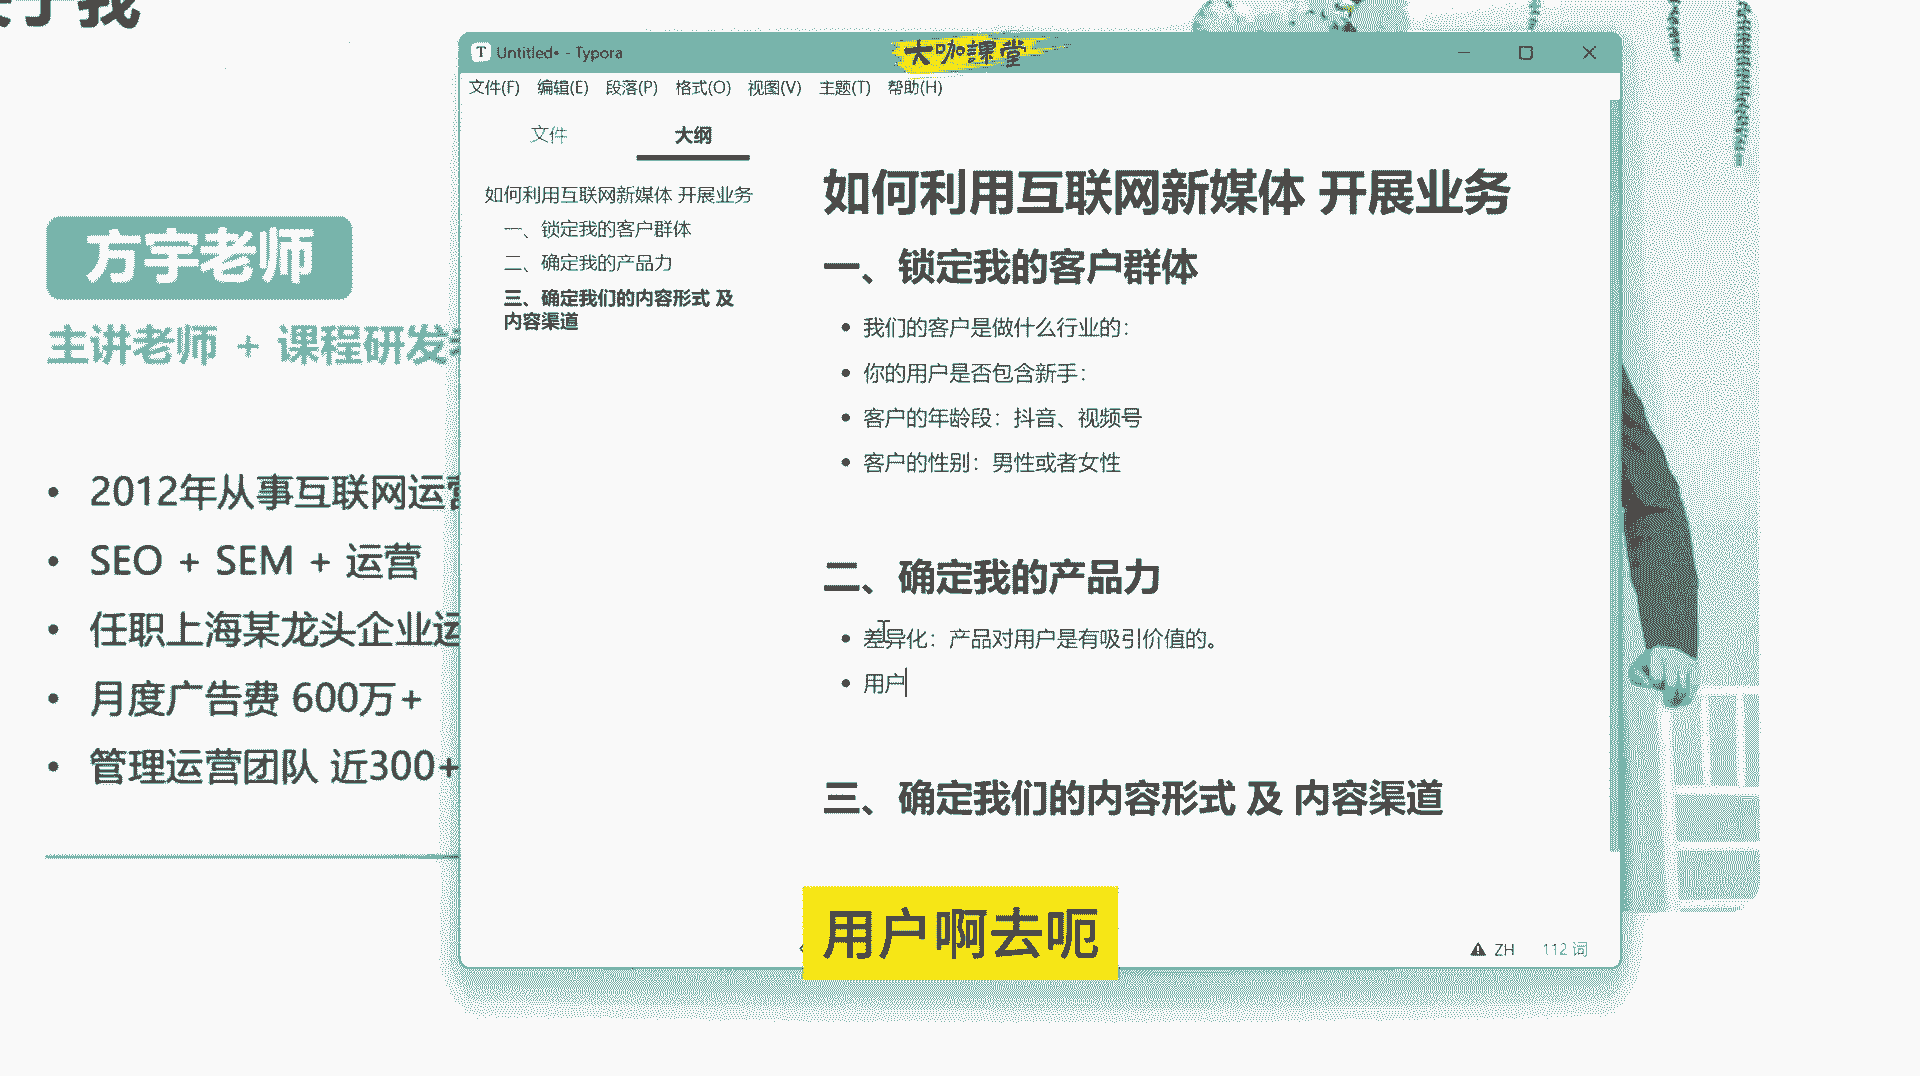 我
方宇老师
主讲老师 + 课程研发
2012年从事互联网运营
SEO + SEM + 运营
任职上海某龙头企业运
月度广告费 600万+
管理运营团队 近300+
T Untitled• - Typora
大咖課堂
文件(F) 编辑(E) 段落(P) 格式(O) 视图(V) 主题(T) 帮助(H)
文件 大纲
如何利用互联网新媒体 开展业务
一、锁定我的客户群体
二、确定我的产品力
三、确定我们的内容形式 及
内容渠道
如何利用互联网新媒体 开展业务
一、锁定我的客户群体
我们的客户是做什么行业的：
你的用户是否包含新手：
客户的年龄段：抖音、视频号
客户的性别：男性或者女性
二、确定我的产品力
差异化：产品对用户是有吸引价值的。
用户
三、确定我们的内容形式 及 内容渠道
用户啊去呃
ZH 112 词